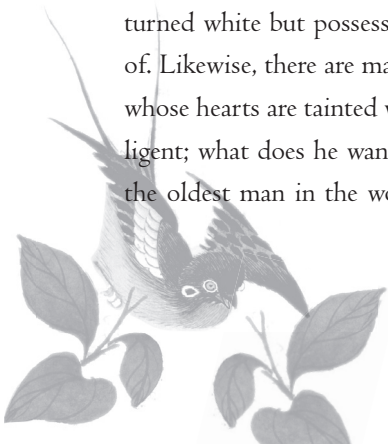 turned white but possess
of. Likewise, there are ma
whose hearts are tainted
ligent; what does he wan
the oldest man in the wo